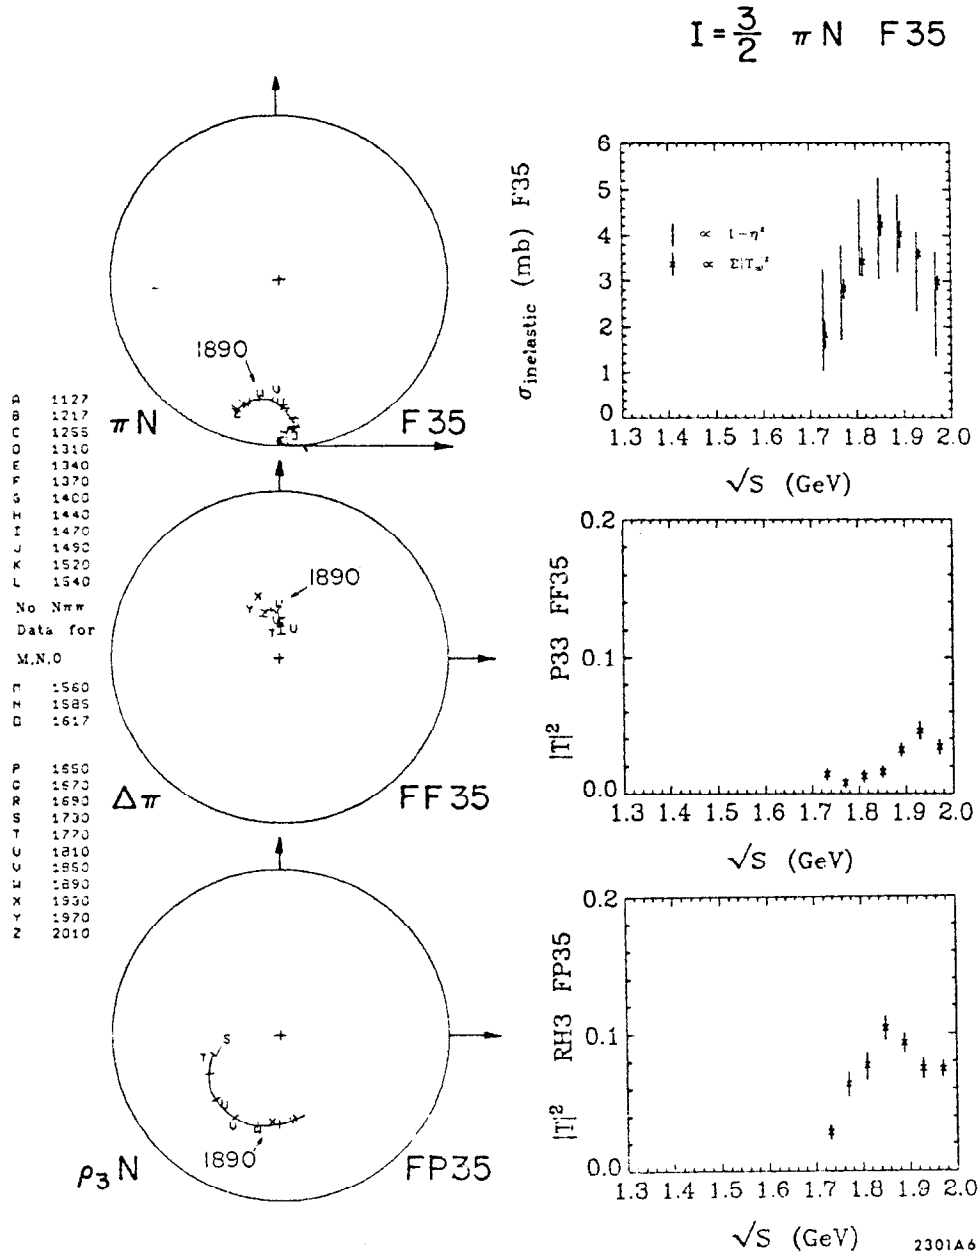 I = 3/2 π N F 35
1890
π N
F 35
A 1127
B 1217
C 1255
D 1310
E 1340
F 1370
G 1400
H 1440
I 1470
J 1490
K 1520
L 1540
No Nππ
Data for
M,N,O
M 1560
N 1585
O 1617
P 1650
Q 1670
R 1690
S 1730
T 1770
U 1810
V 1850
W 1890
X 1930
Y 1970
Z 2010
1890
Y X
T U
Δπ
FF35
S
T
U
1890
ρ₃ N
FP35
σinelastic (mb) F35
6
5
4
3
2
1
0
∝ 1-η²
∝ Σ|T
1.3 1.4 1.5 1.6 1.7 1.8 1.9 2.0
√S (GeV)
|T|² P33 FF35
0.2
0.1
0.0
1.3 1.4 1.5 1.6 1.7 1.8 1.9 2.0
√S (GeV)
|T|² RH3 FP35
0.2
0.1
0.0
1.3 1.4 1.5 1.6 1.7 1.8 1.9 2.0
√S (GeV)
2301A6